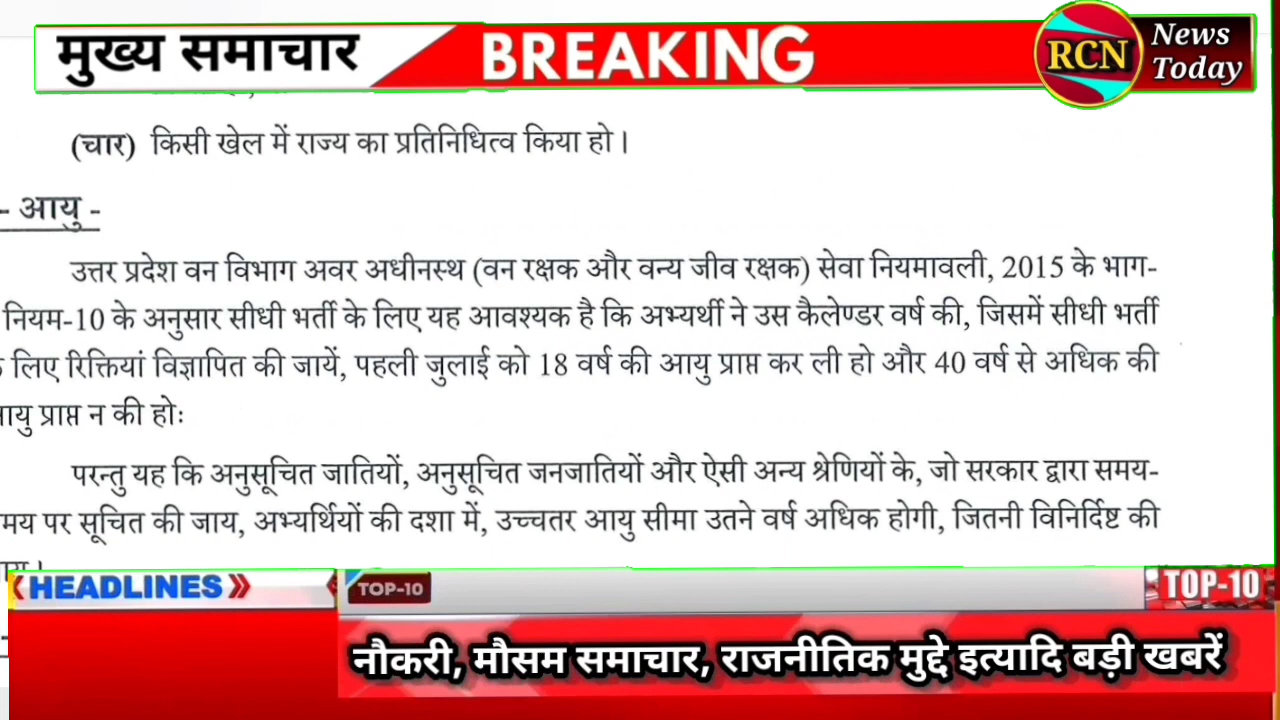 मुख्य समाचार
BREAKING
RCN
News
Today
(चार) किसी खेल में राज्य का प्रतिनिधित्व किया हो।
- आयु -
उत्तर प्रदेश वन विभाग अवर अधीनस्थ (वन रक्षक और वन्य जीव रक्षक) सेवा नियमावली, 2015 के भाग-
नियम-10 के अनुसार सीधी भर्ती के लिए यह आवश्यक है कि अभ्यर्थी ने उस कैलेण्डर वर्ष की, जिसमें सीधी भर्ती
लिए रिक्तियां विज्ञापित की जायें, पहली जुलाई को 18 वर्ष की आयु प्राप्त कर ली हो और 40 वर्ष से अधिक की
प्राप्त न की होः
परन्तु यह कि अनुसूचित जातियों, अनुसूचित जनजातियों और ऐसी अन्य श्रेणियों के, जो सरकार द्वारा समय-
पर सूचित की जाय, अभ्यर्थियों की दशा में, उच्चतर आयु सीमा उतने वर्ष अधिक होगी, जितनी विनिर्दिष्ट की
HEADLINES
TOP-10
TOP-10
नौकरी, मौसम समाचार, राजनीतिक मुद्दे इत्यादि बड़ी खबरें